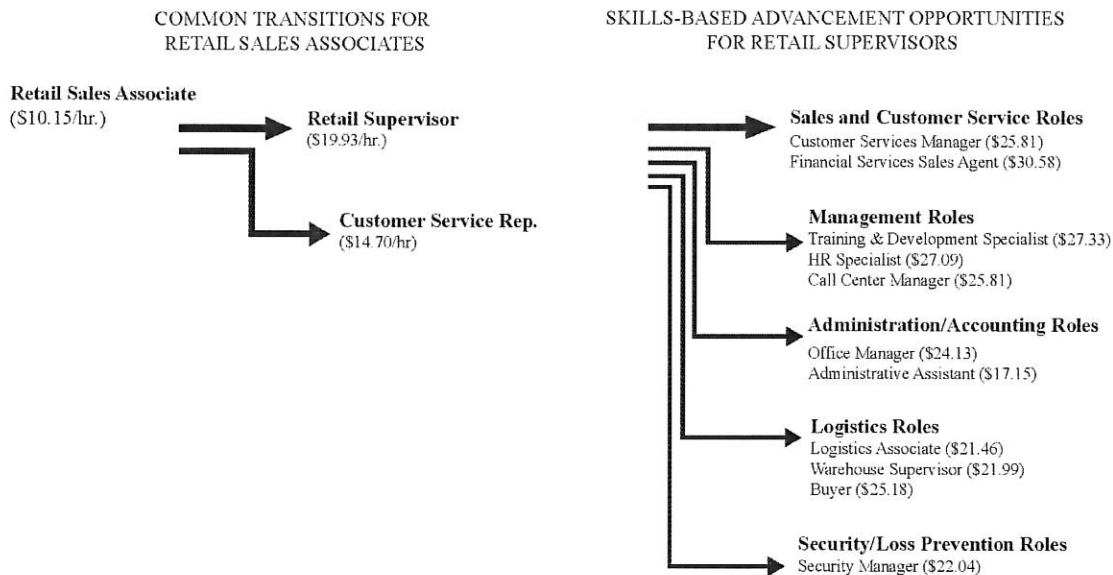 COMMON TRANSITIONS FOR
RETAIL SALES ASSOCIATES
Retail Sales Associate
($10.15/hr.)
Retail Supervisor
($19.93/hr.)
Customer Service Rep.
($14.70/hr)
SKILLS-BASED ADVANCEMENT OPPORTUNITIES
FOR RETAIL SUPERVISORS
Sales and Customer Service Roles
Customer Services Manager ($25.81)
Financial Services Sales Agent ($30.58)
Management Roles
Training & Development Specialist ($27.33)
HR Specialist ($27.09)
Call Center Manager ($25.81)
Administration/Accounting Roles
Office Manager ($24.13)
Administrative Assistant ($17.15)
Logistics Roles
Logistics Associate ($21.46)
Warehouse Supervisor ($21.99)
Buyer ($25.18)
Security/Loss Prevention Roles
Security Manager ($22.04)